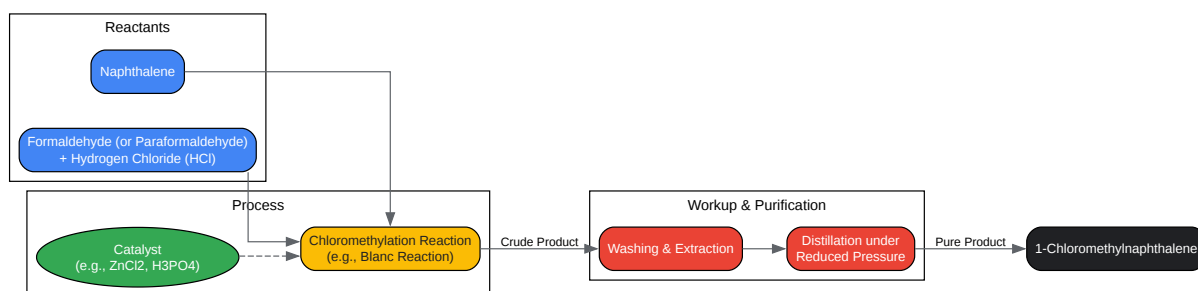 Reactants
Naphthalene
Formaldehyde (or Paraformaldehyde)
+ Hydrogen Chloride (HCl)
Process
Catalyst
(e.g., ZnCl2, H3PO4)
Chloromethylation Reaction
(e.g., Blanc Reaction)
Crude Product
Workup & Purification
Washing & Extraction
Distillation under
Reduced Pressure
Pure Product
1-Chloromethylnaphthalene